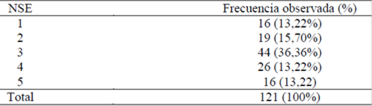 NSE Frecuencia observada (%)
1 16 (13,22%)
2 19 (15,70%)
3 44 (36,36%)
4 26 (13,22%)
5 16 (13,22)
Total 121 (100%)